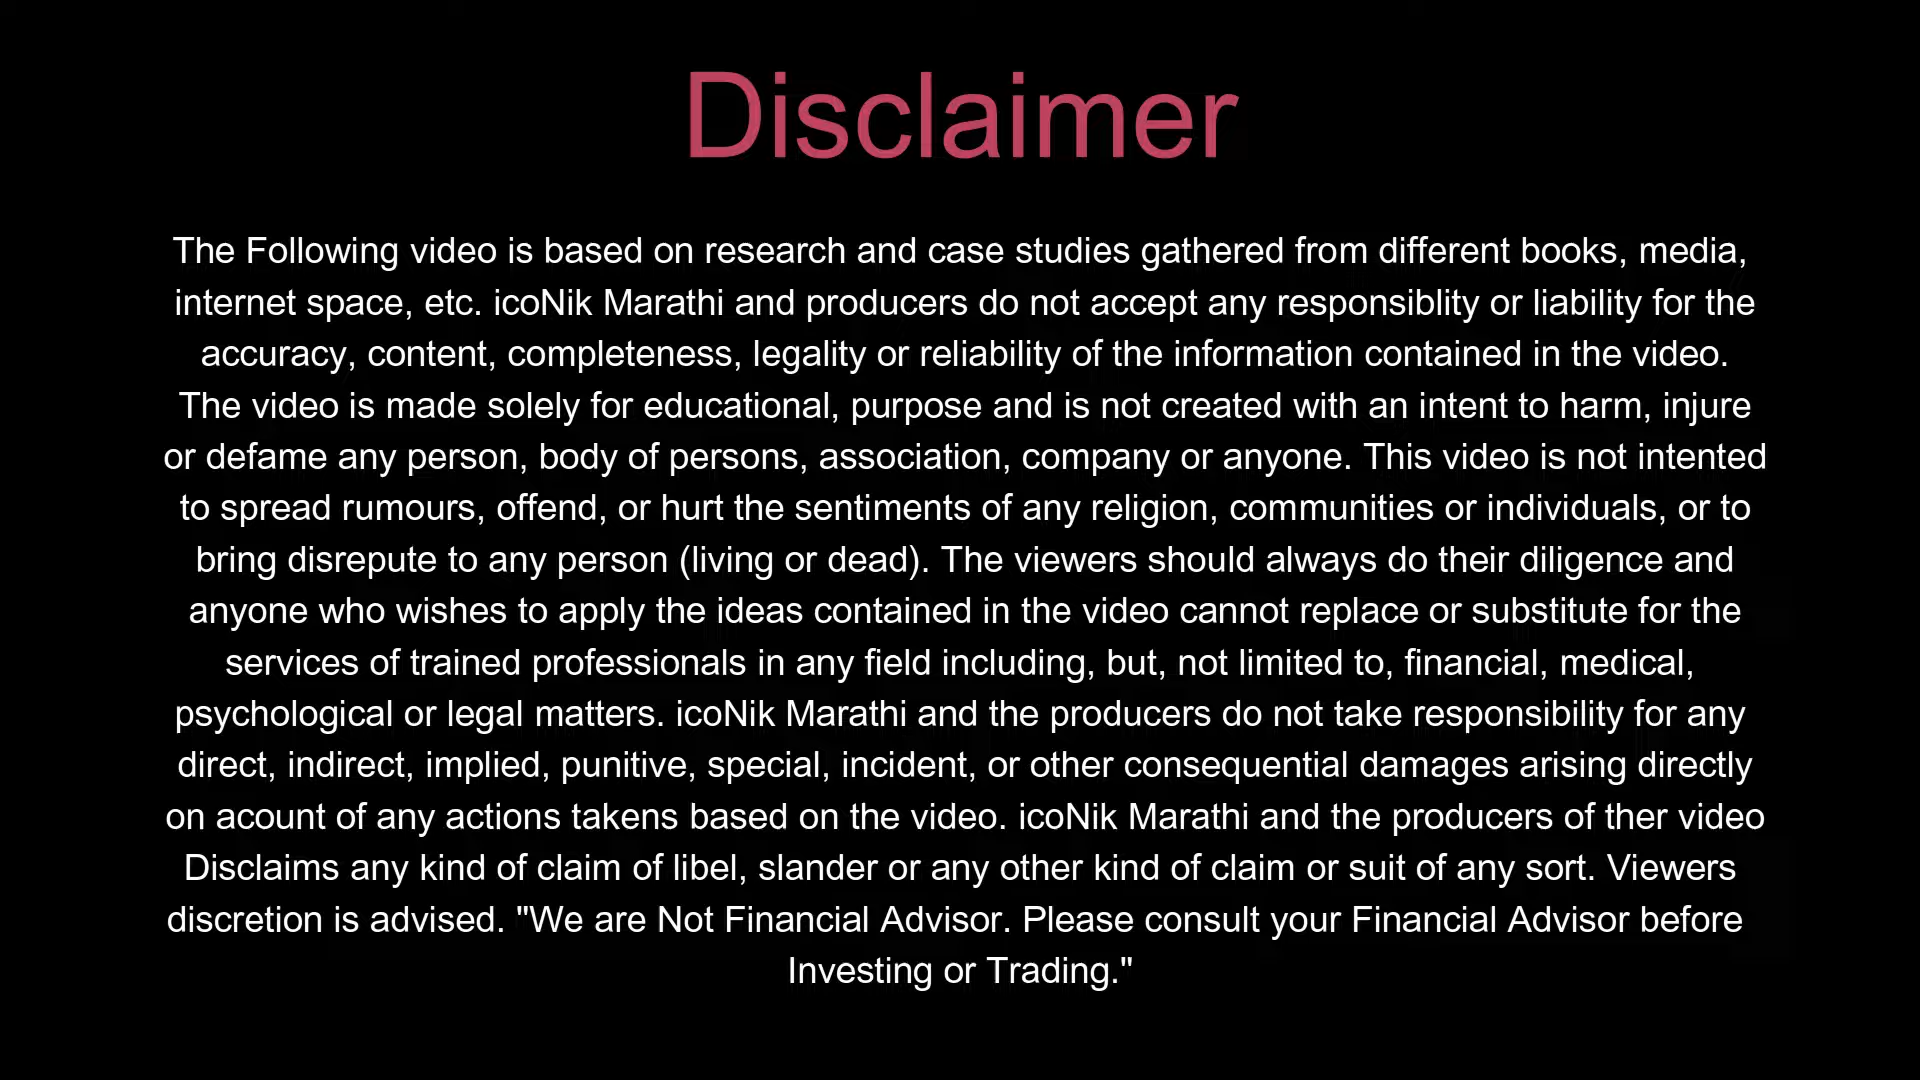 Disclaimer
The Following video is based on research and case studies gathered from different books, media,
internet space, etc. icoNik Marathi and producers do not accept any responsiblity or liability for the
accuracy, content, completeness, legality or reliability of the information contained in the video.
The video is made solely for educational, purpose and is not created with an intent to harm, injure
or defame any person, body of persons, association, company or anyone. This video is not intented
to spread rumours, offend, or hurt the sentiments of any religion, communities or individuals, or to
bring disrepute to any person (living or dead). The viewers should always do their diligence and
anyone who wishes to apply the ideas contained in the video cannot replace or substitute for the
services of trained professionals in any field including, but, not limited to, financial, medical,
psychological or legal matters. icoNik Marathi and the producers do not take responsibility for any
direct, indirect, implied, punitive, special, incident, or other consequential damages arising directly
on acount of any actions takens based on the video. icoNik Marathi and the producers of ther video
Disclaims any kind of claim of libel, slander or any other kind of claim or suit of any sort. Viewers
discretion is advised. "We are Not Financial Advisor. Please consult your Financial Advisor before
Investing or Trading."